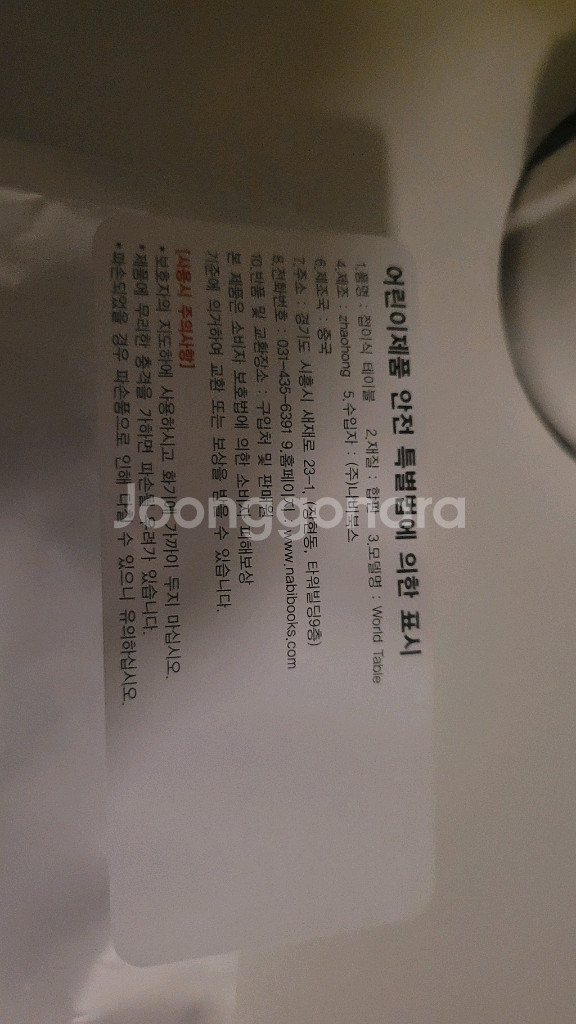 어린이제품 안전 특별법에 의한 표시
1.품명 : 접이식 테이블 2.재질 : 합판 3.모델명 : World Table
4.제조 : zhaohong 5.수입자 : (주)나비북스
6.제조국 : 중국
7.주소 : 경기도 시흥시 새재로 23-1, (장현동, 타워빌딩9층)
8.전화번호 : 031-435-6391 9.홈페이지 : www.nabibooks.com
10.반품 및 교환장소 : 구입처 및 판매원
본 제품은 소비자 보호법에 의한 소비자 피해보상
기준에 의거하여 교환 또는 보상을 받을 수 있습니다.
[사용시 주의사항]
• 보호자의 지도하에 사용하시고 화기에 가까이 두지 마십시오.
• 제품에 무리한 충격을 가하면 파손될 우려가 있습니다.
• 파손되었을 경우 파손품으로 인해 다칠 수 있으니 유의하십시오.
Joonggonara